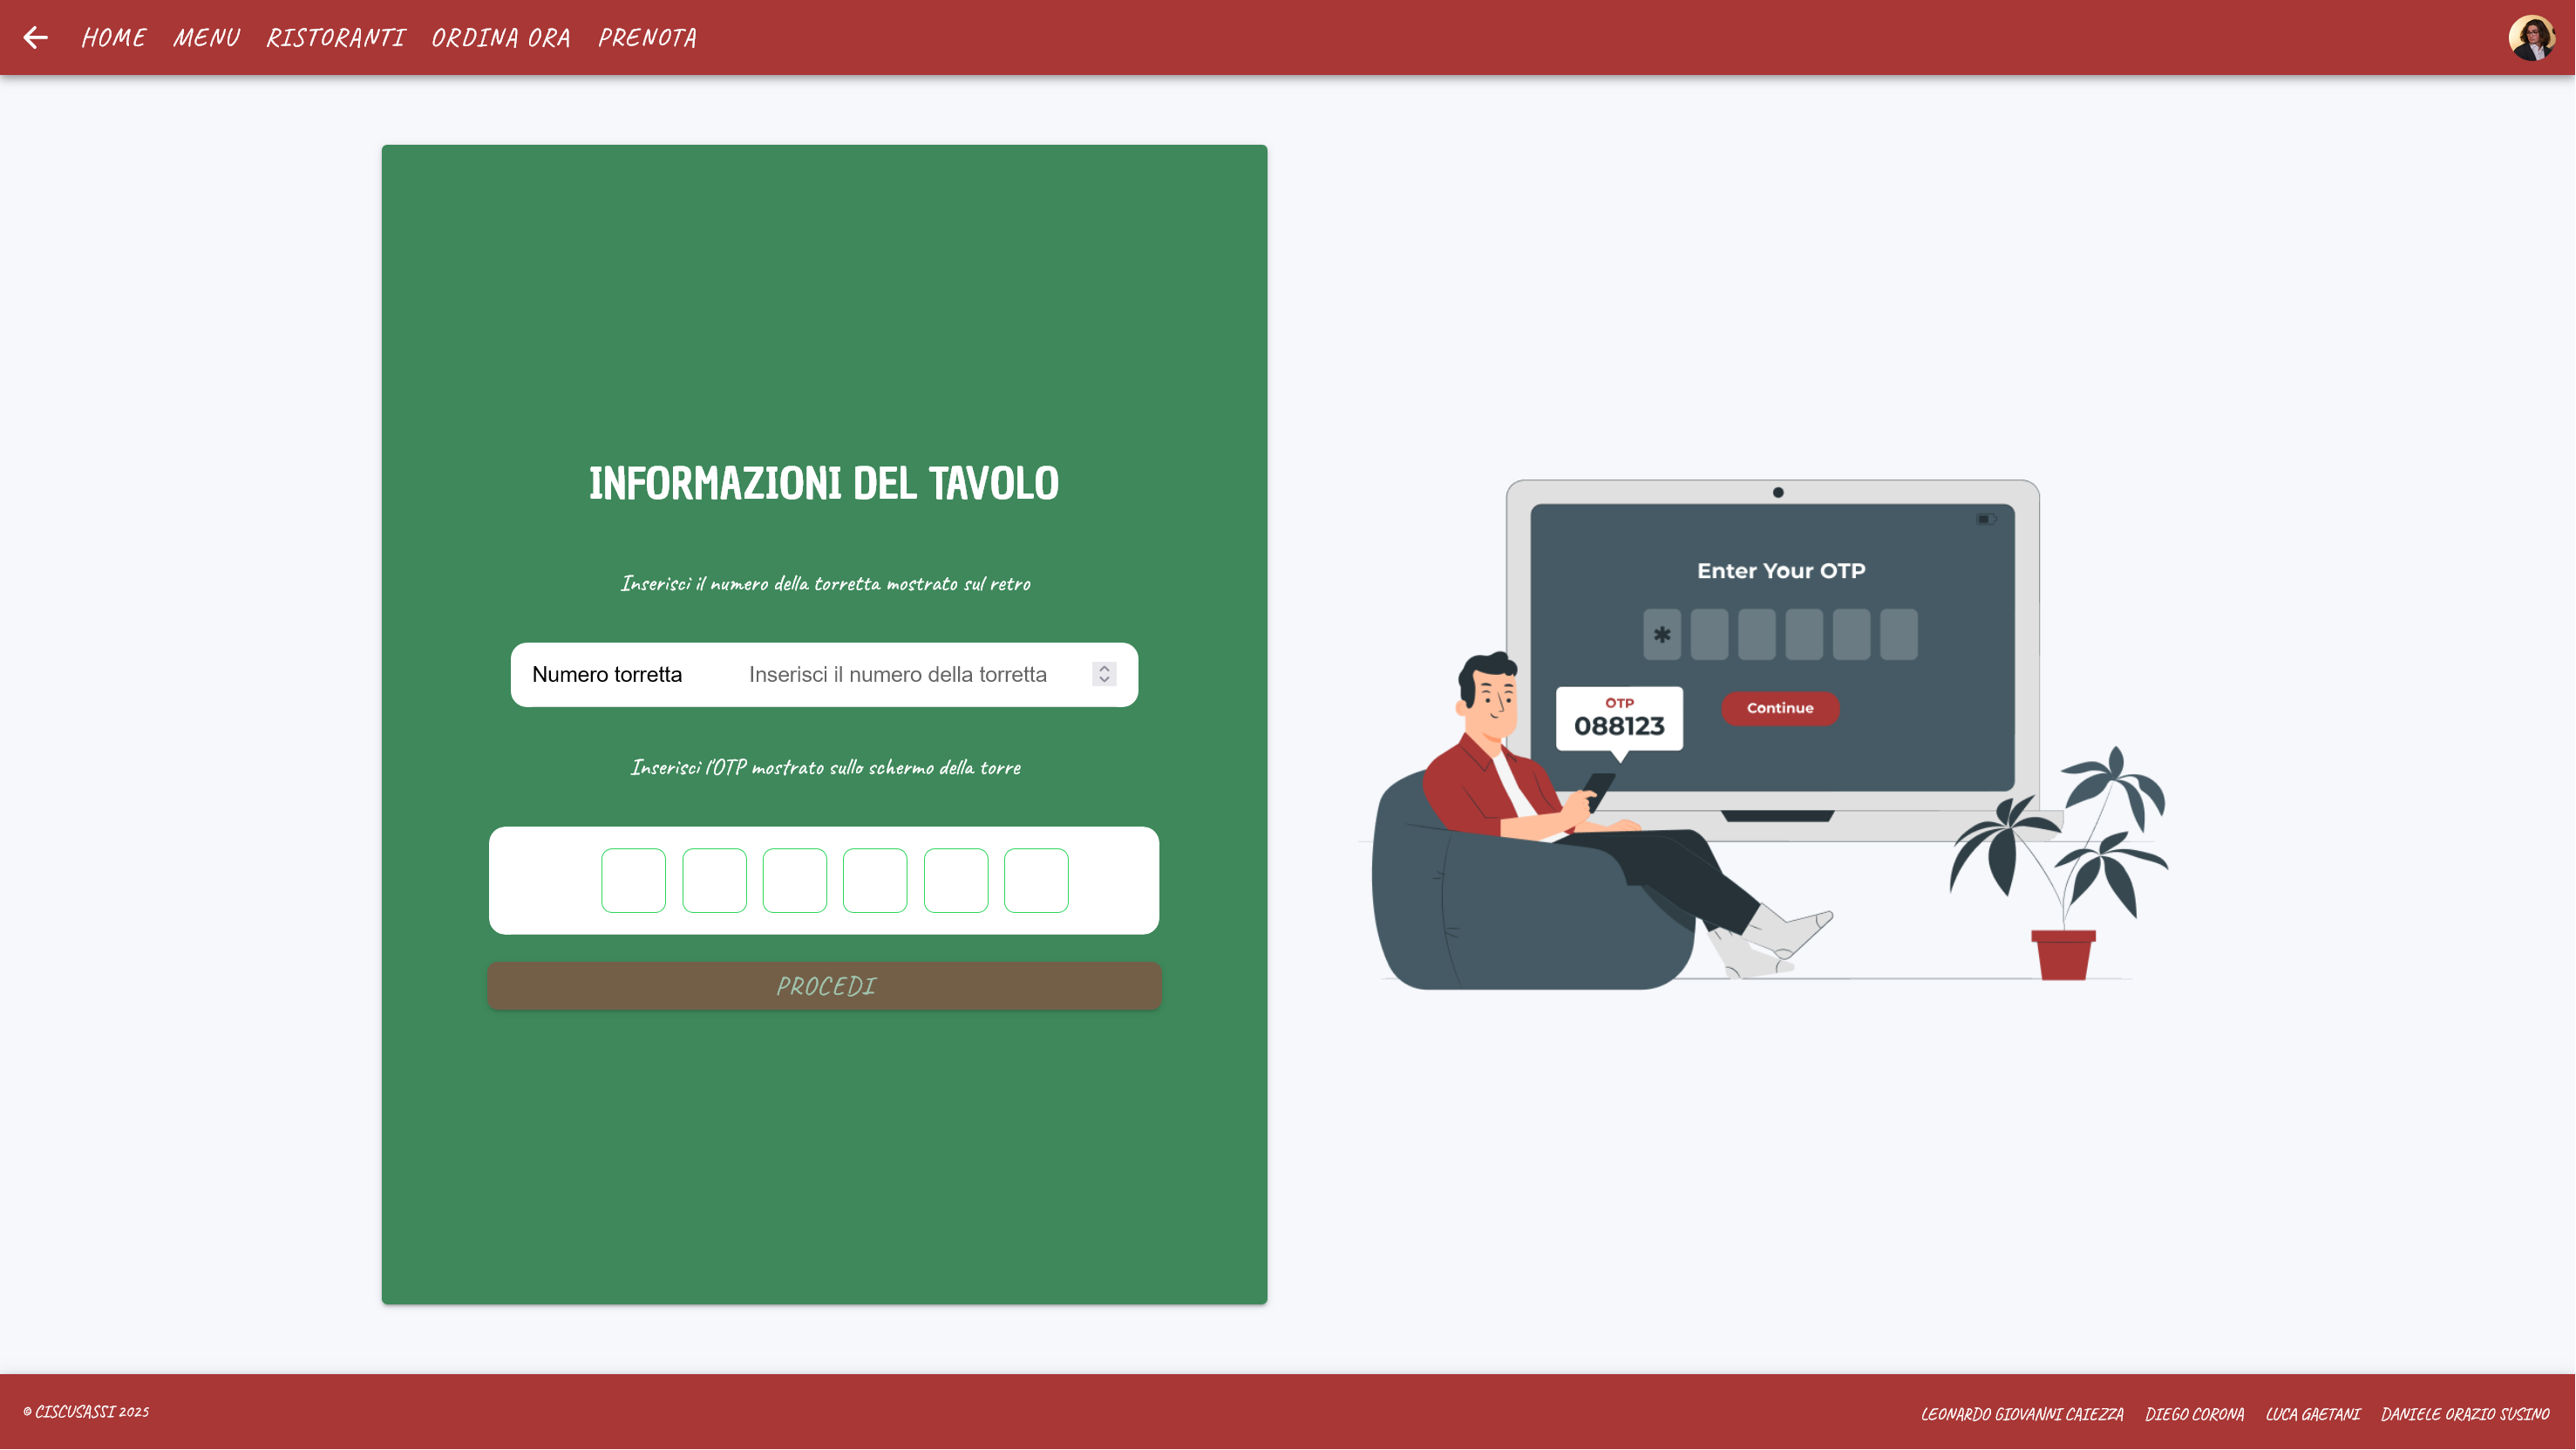 HOME MENU RISTORANTI ORDINA ORA PRENOTA
INFORMAZIONI DEL TAVOLO
Inserisci il numero della torretta mostrato sul retro
Numero torretta Inserisci il numero della torretta
Inserisci l'OTP mostrato sullo schermo della torre
PROCEDI
Enter Your OTP
*
OTP
088123
Continue
© CISCUSASSI 2025
LEONARDO GIOVANNI CAIEZZA DIEGO CORONA LUCA GAETANI DANIELE ORAZIO SUSINO